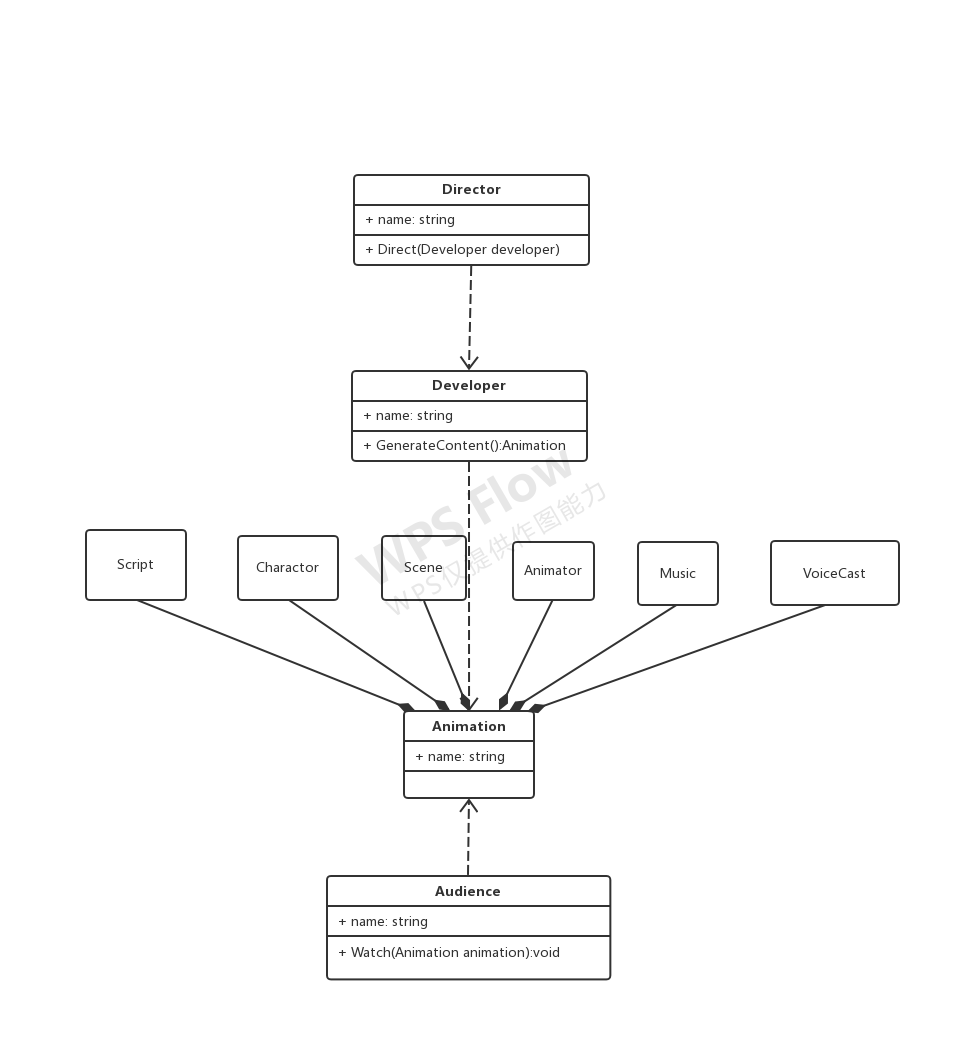 Director
+ name: string
+ Direct(Developer developer)
Developer
+ name: string
+ GenerateContent():Animation
WPS Flow
WPS仅提供作图能力
Script
Charactor
Scene
Animator
Music
VoiceCast
Animation
+ name: string
Audience
+ name: string
+ Watch(Animation animation):void